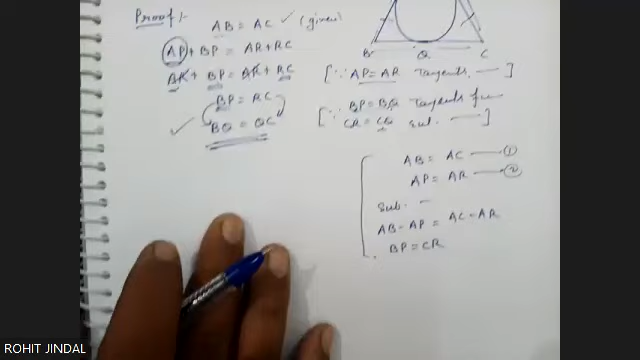 Proof:-
AB = AC ✓ (given)
AP + BP = AR + RC
AR + BP = AR + RC [∵ AP = AR Tangents — ]
BP = RC [∵ BP = BQ Tangents from
✓ BQ = QC CR = CQ sub. — ]
B Q C
AB = AC — ①
AP = AR — ②
Sub. —
AB - AP = AC - AR
BP = CR
ROHIT JINDAL